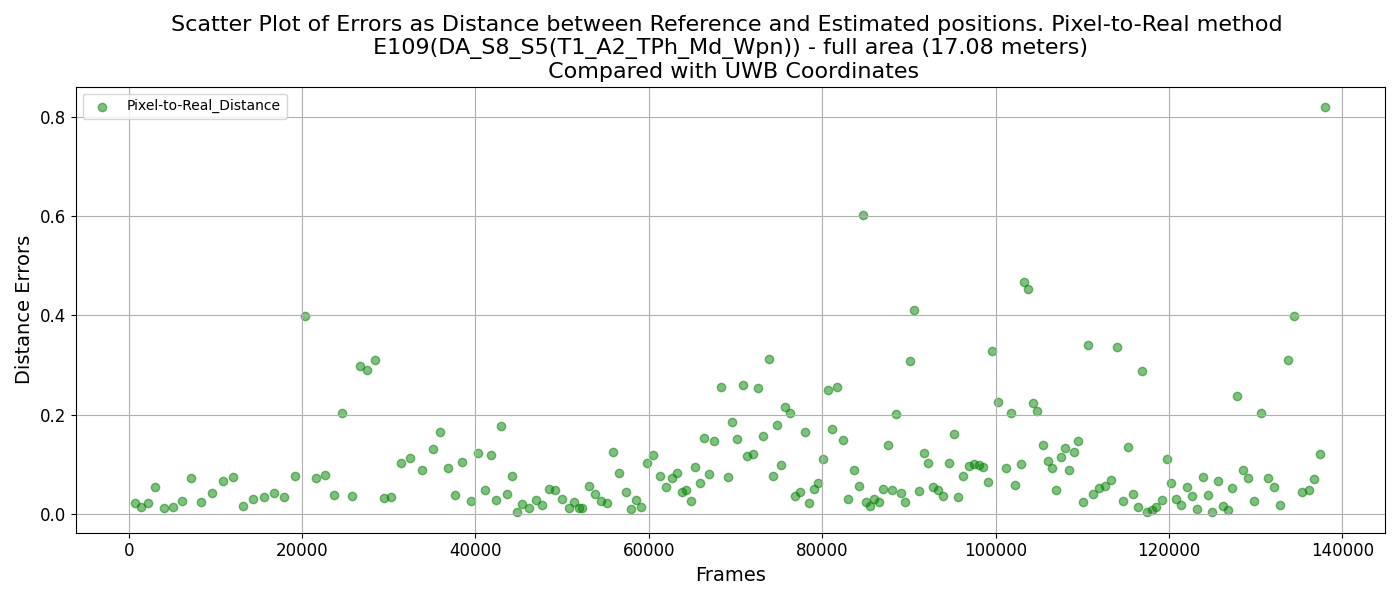 Scatter Plot of Errors as Distance between Reference and Estimated positions. Pixel-to-Real method
E109(DA_S8_S5(T1_A2_TPh_Md_Wpn)) - full area (17.08 meters)
Compared with UWB Coordinates
Pixel-to-Real_Distance
Distance Errors
0.8
0.6
0.4
0.2
0.0
0 20000 40000 60000 80000 100000 120000 140000
Frames